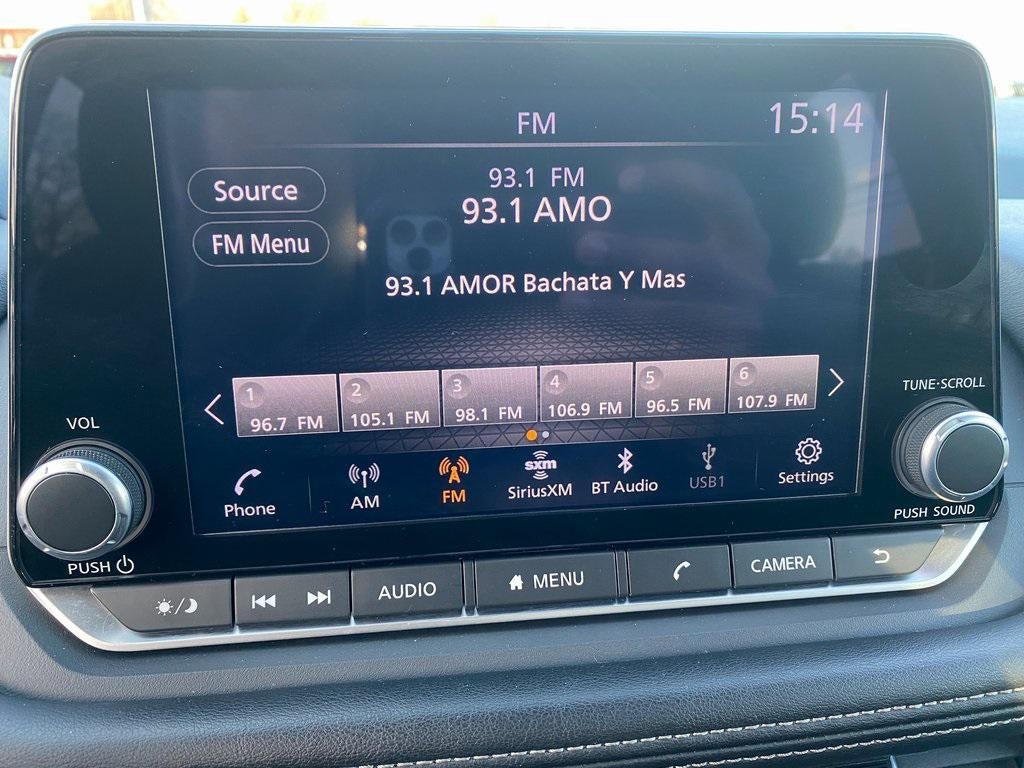 FM
15:14
Source
93.1 FM
93.1 AMO
FM Menu
93.1 AMOR Bachata Y Mas
1
2
3
4
5
6
96.7 FM
105.1 FM
98.1 FM
106.9 FM
96.5 FM
107.9 FM
TUNE·SCROLL
VOL
Phone
AM
FM
sxm
SiriusXM
BT Audio
USB1
Settings
PUSH SOUND
PUSH
AUDIO
MENU
CAMERA